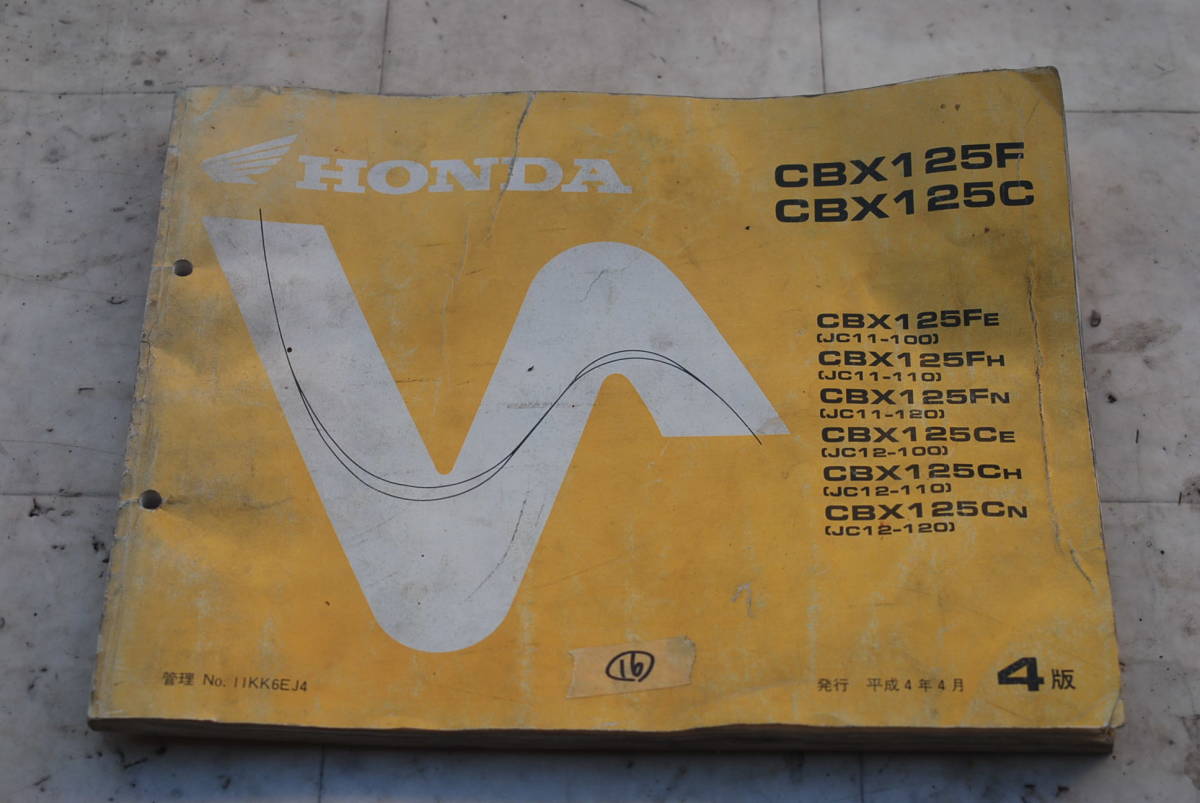 HONDA
CBX125F
CBX125C
CBX125FE
(JC11-100)
CBX125FH
(JC11-110)
CBX125FN
(JC11-120)
CBX125CE
(JC12-100)
CBX125CH
(JC12-110)
CBX125CN
(JC12-120)
16
管理 No. 11KK6EJ4
発行 平成4年4月 4版